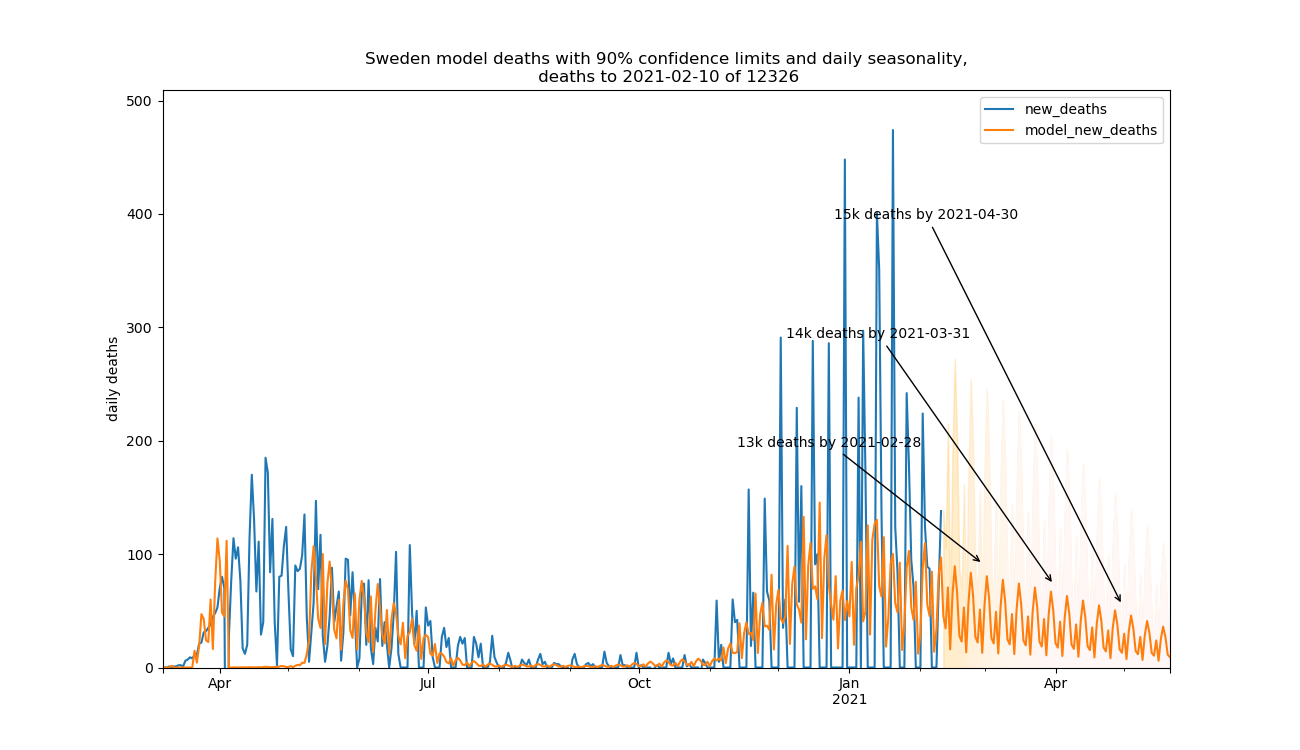 Sweden model deaths with 90% confidence limits and daily seasonality,
deaths to 2021-02-10 of 12326
new_deaths
model_new_deaths
daily deaths
500
400
300
200
100
0
15k deaths by 2021-04-30
14k deaths by 2021-03-31
13k deaths by 2021-02-28
Apr
Jul
Oct
Jan
2021
Apr